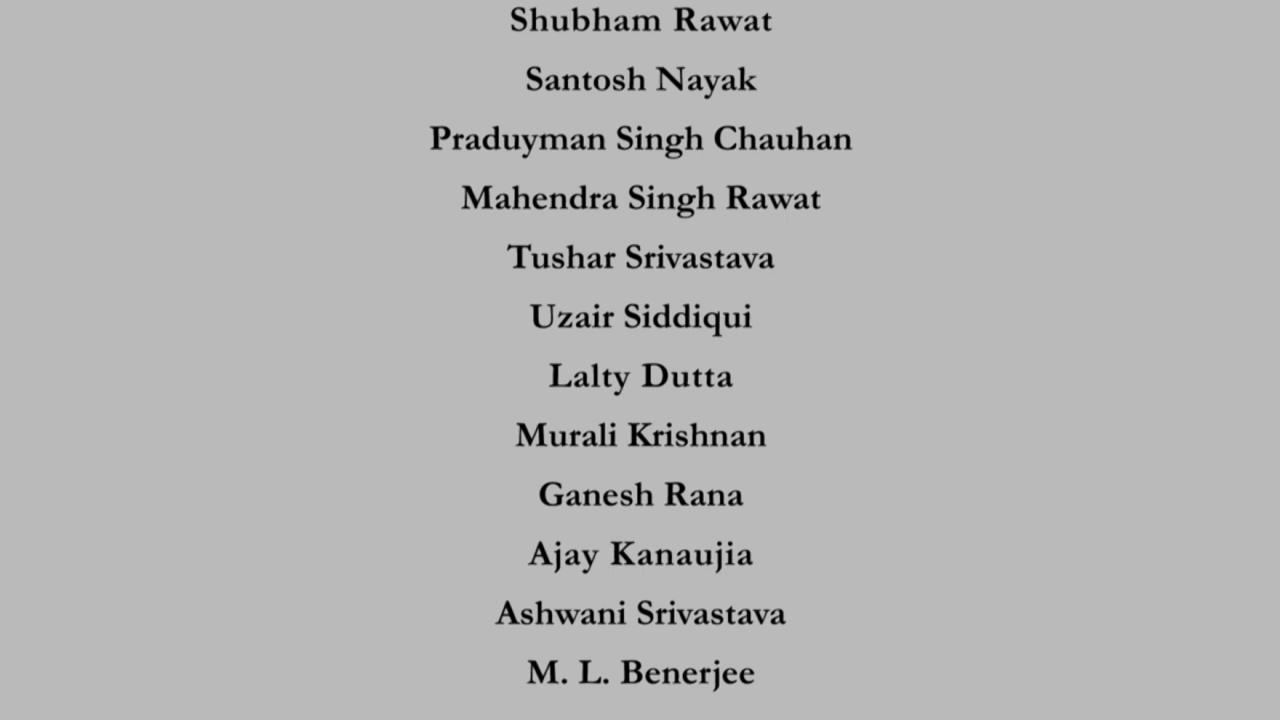 Shubham Rawat
Santosh Nayak
Praduyman Singh Chauhan
Mahendra Singh Rawat
Tushar Srivastava
Uzair Siddiqui
Lalty Dutta
Murali Krishnan
Ganesh Rana
Ajay Kanaujia
Ashwani Srivastava
M. L. Benerjee